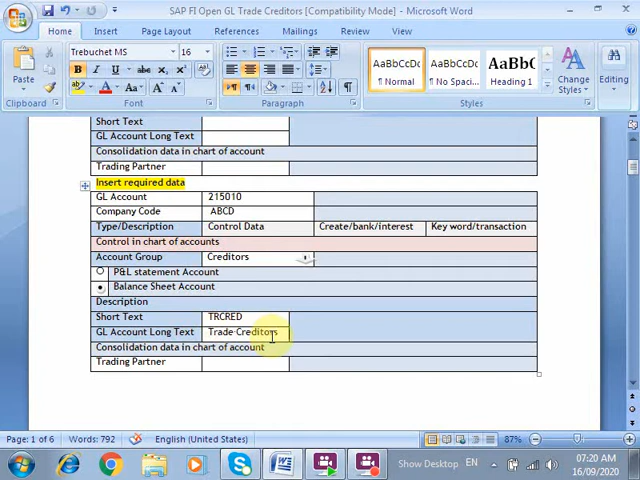 SAP FI Open GL Trade Creditors [Compatibility Mode] - Microsoft Word
Home Insert Page Layout References Mailings Review View
Paste
Trebuchet MS 16
B I U abc x₂ x²
AaBbCcDc AaBbCcDc AaBbCc
¶ Normal ¶ No Spaci... Heading 1
Change Styles
Editing
Clipboard Font Paragraph Styles
Short Text
GL Account Long Text
Consolidation data in chart of account
Trading Partner
Insert required data
GL Account 215010
Company Code ABCD
Type/Description Control Data Create/bank/interest Key word/transaction
Control in chart of accounts
Account Group Creditors
P&L statement Account
Balance Sheet Account
Description
Short Text TRCRED
GL Account Long Text Trade Creditors
Consolidation data in chart of account
Trading Partner
Page: 1 of 6 Words: 792 English (United States) 87%
Show Desktop EN 07:20 AM
16/09/2020